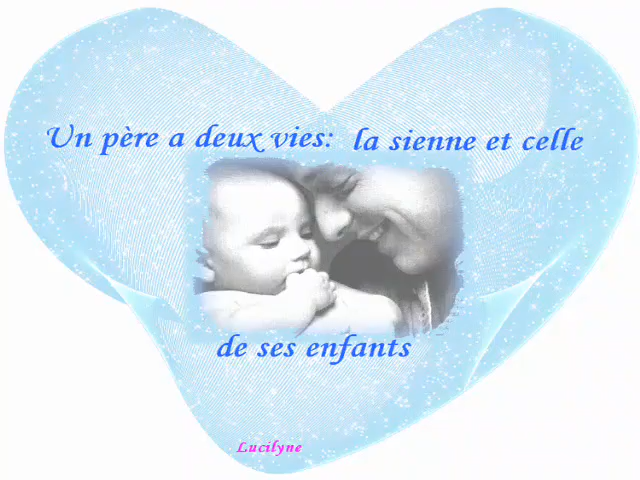 Un père a deux vies: la sienne et celle
de ses enfants
Lucilyne